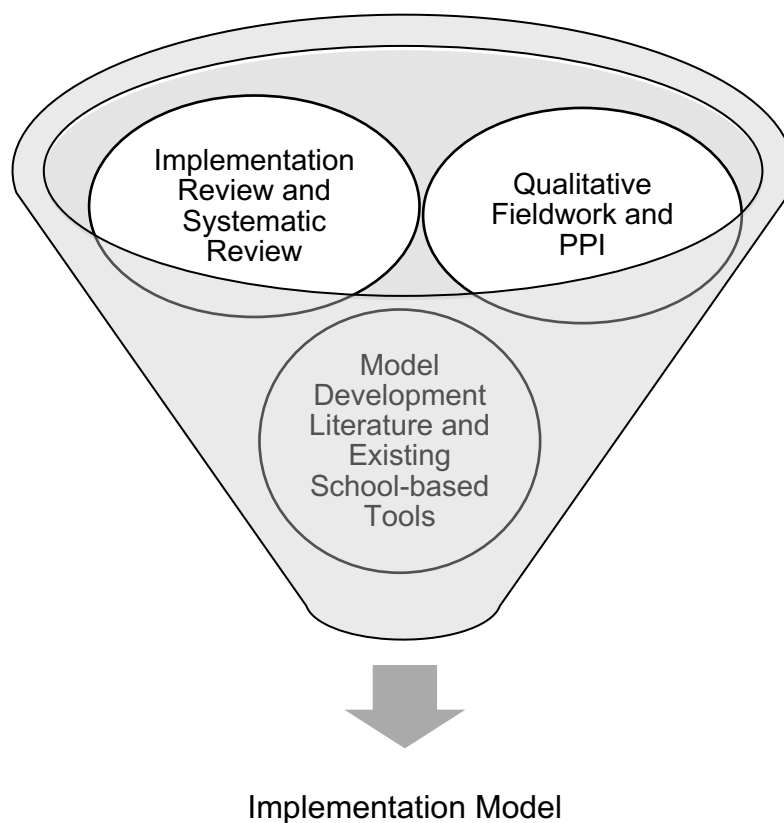 Implementation
Review and
Systematic
Review
Qualitative
Fieldwork and
PPI
Model
Development
Literature and
Existing
School-based
Tools
Implementation Model